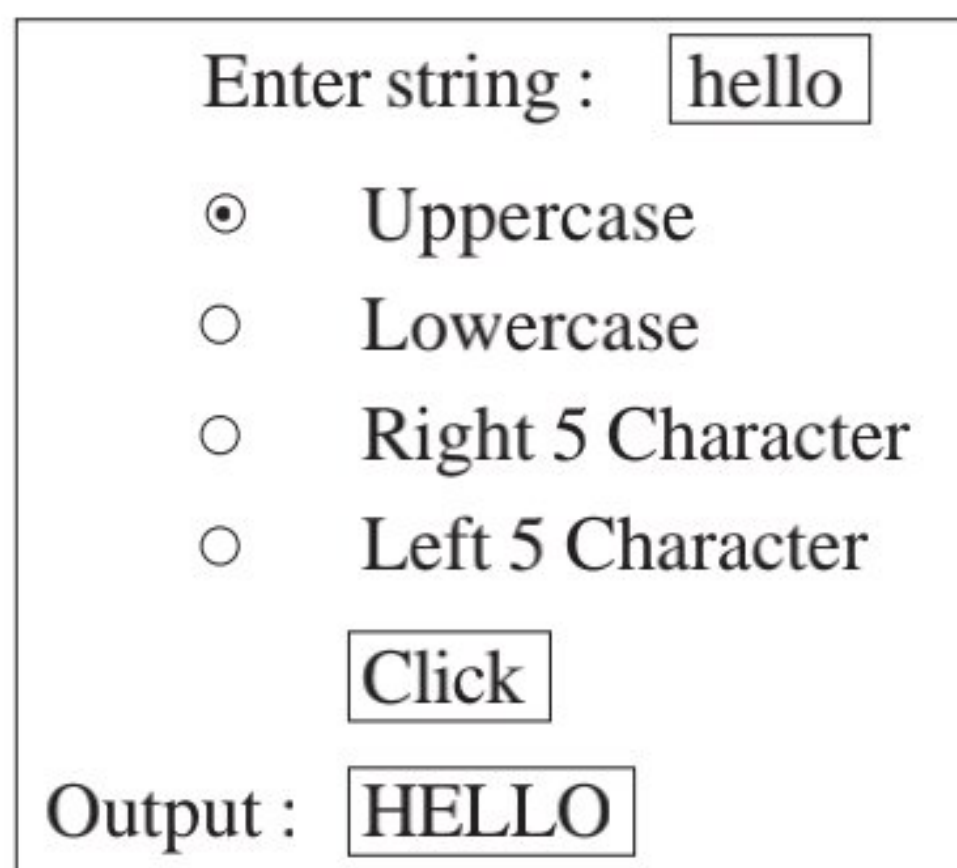 Enter string : hello
Uppercase
Lowercase
Right 5 Character
Left 5 Character
Click
Output : HELLO